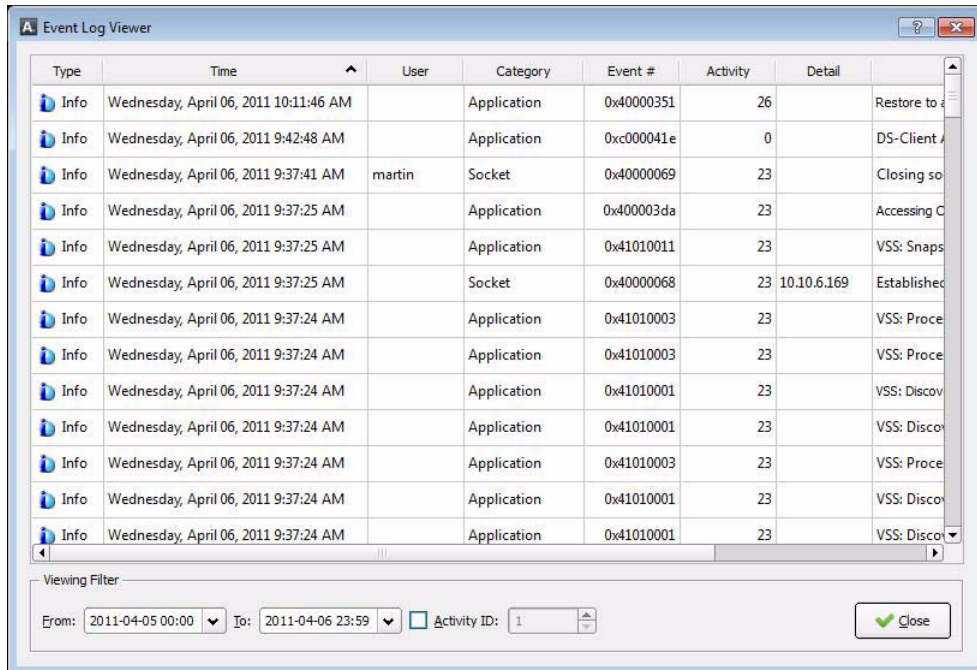 Event Log Viewer
Type Time User Category Event # Activity Detail
Info Wednesday, April 06, 2011 10:11:46 AM Application 0x40000351 26 Restore to a
Info Wednesday, April 06, 2011 9:42:48 AM Application 0xc000041e 0 DS-Client
Info Wednesday, April 06, 2011 9:37:41 AM martin Socket 0x40000069 23 Closing so
Info Wednesday, April 06, 2011 9:37:25 AM Application 0x400003da 23 Accessing C
Info Wednesday, April 06, 2011 9:37:25 AM Application 0x41010011 23 VSS: Snaps
Info Wednesday, April 06, 2011 9:37:25 AM Socket 0x40000068 23 10.10.6.169 Established
Info Wednesday, April 06, 2011 9:37:24 AM Application 0x41010003 23 VSS: Proce
Info Wednesday, April 06, 2011 9:37:24 AM Application 0x41010003 23 VSS: Proce
Info Wednesday, April 06, 2011 9:37:24 AM Application 0x41010001 23 VSS: Discov
Info Wednesday, April 06, 2011 9:37:24 AM Application 0x41010001 23 VSS: Discov
Info Wednesday, April 06, 2011 9:37:24 AM Application 0x41010003 23 VSS: Proce
Info Wednesday, April 06, 2011 9:37:24 AM Application 0x41010001 23 VSS: Discov
Info Wednesday, April 06, 2011 9:37:24 AM Application 0x41010001 23 VSS: Discov
Viewing Filter
From: 2011-04-05 00:00 To: 2011-04-06 23:59 Activity ID: 1 Close